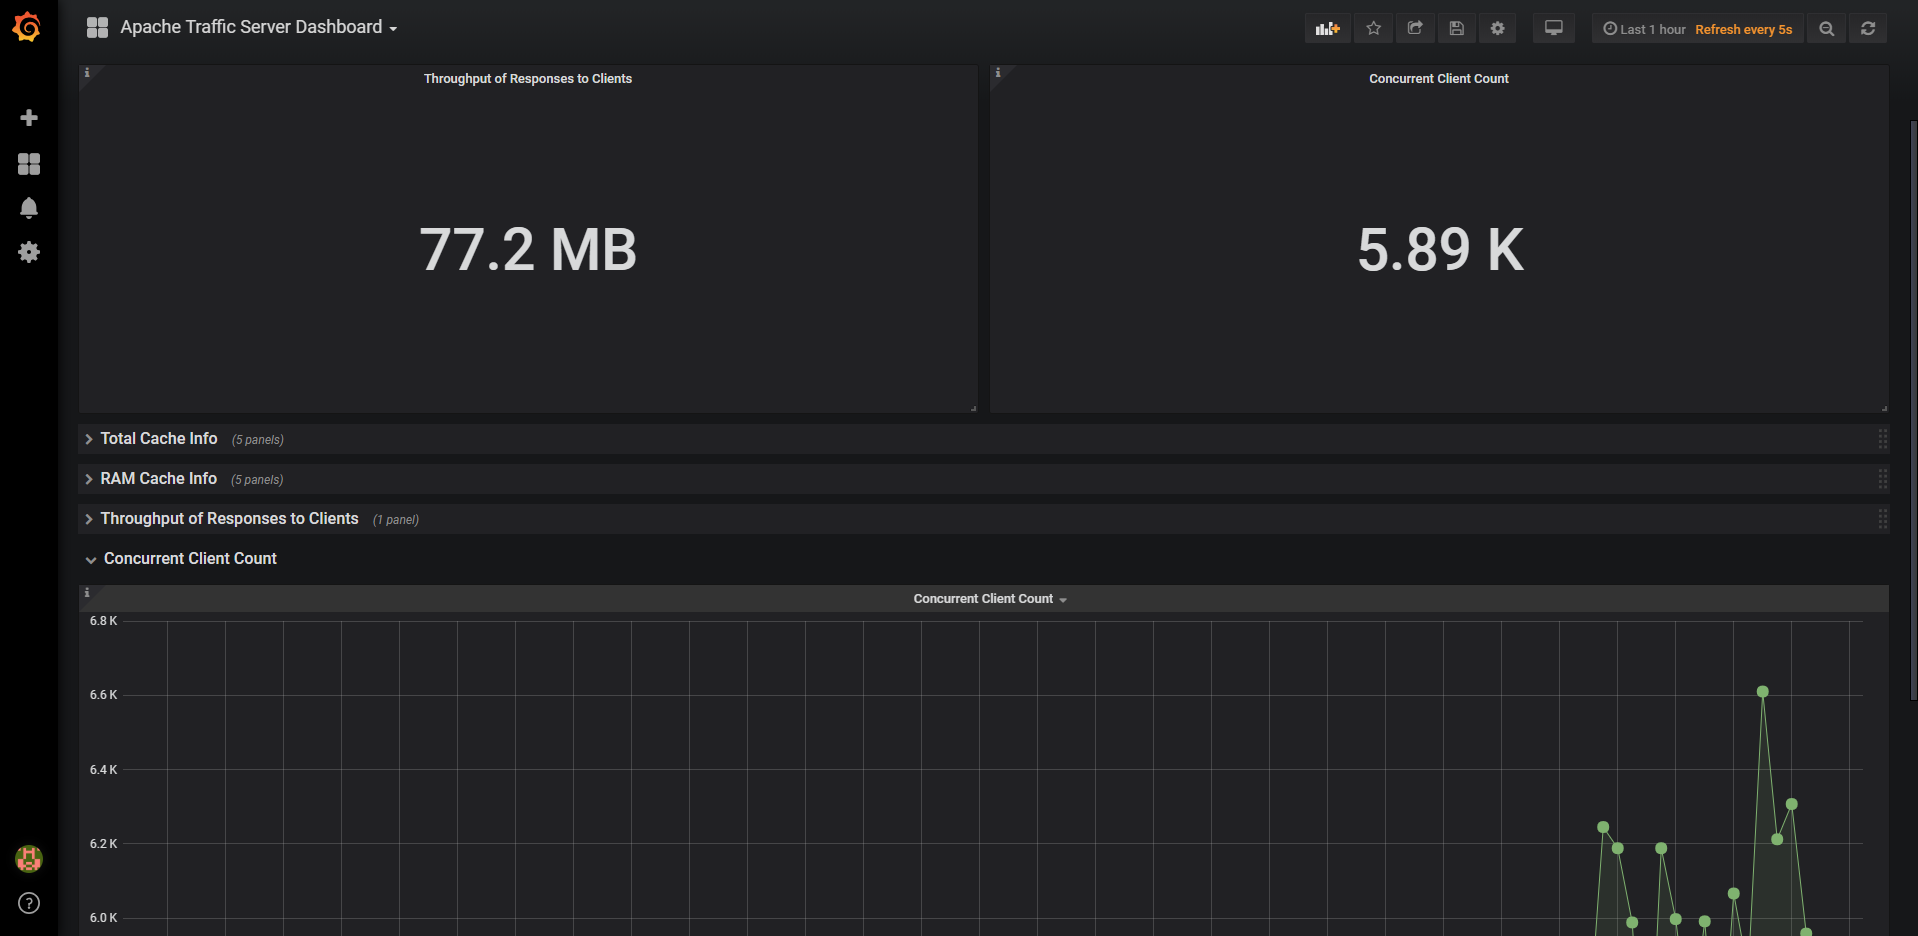 Apache Traffic Server Dashboard
Last 1 hour Refresh every 5s
Throughput of Responses to Clients
77.2 MB
Concurrent Client Count
5.89 K
Total Cache Info (5 panels)
RAM Cache Info (5 panels)
Throughput of Responses to Clients (1 panel)
Concurrent Client Count
Concurrent Client Count
6.8 K
6.6 K
6.4 K
6.2 K
6.0 K